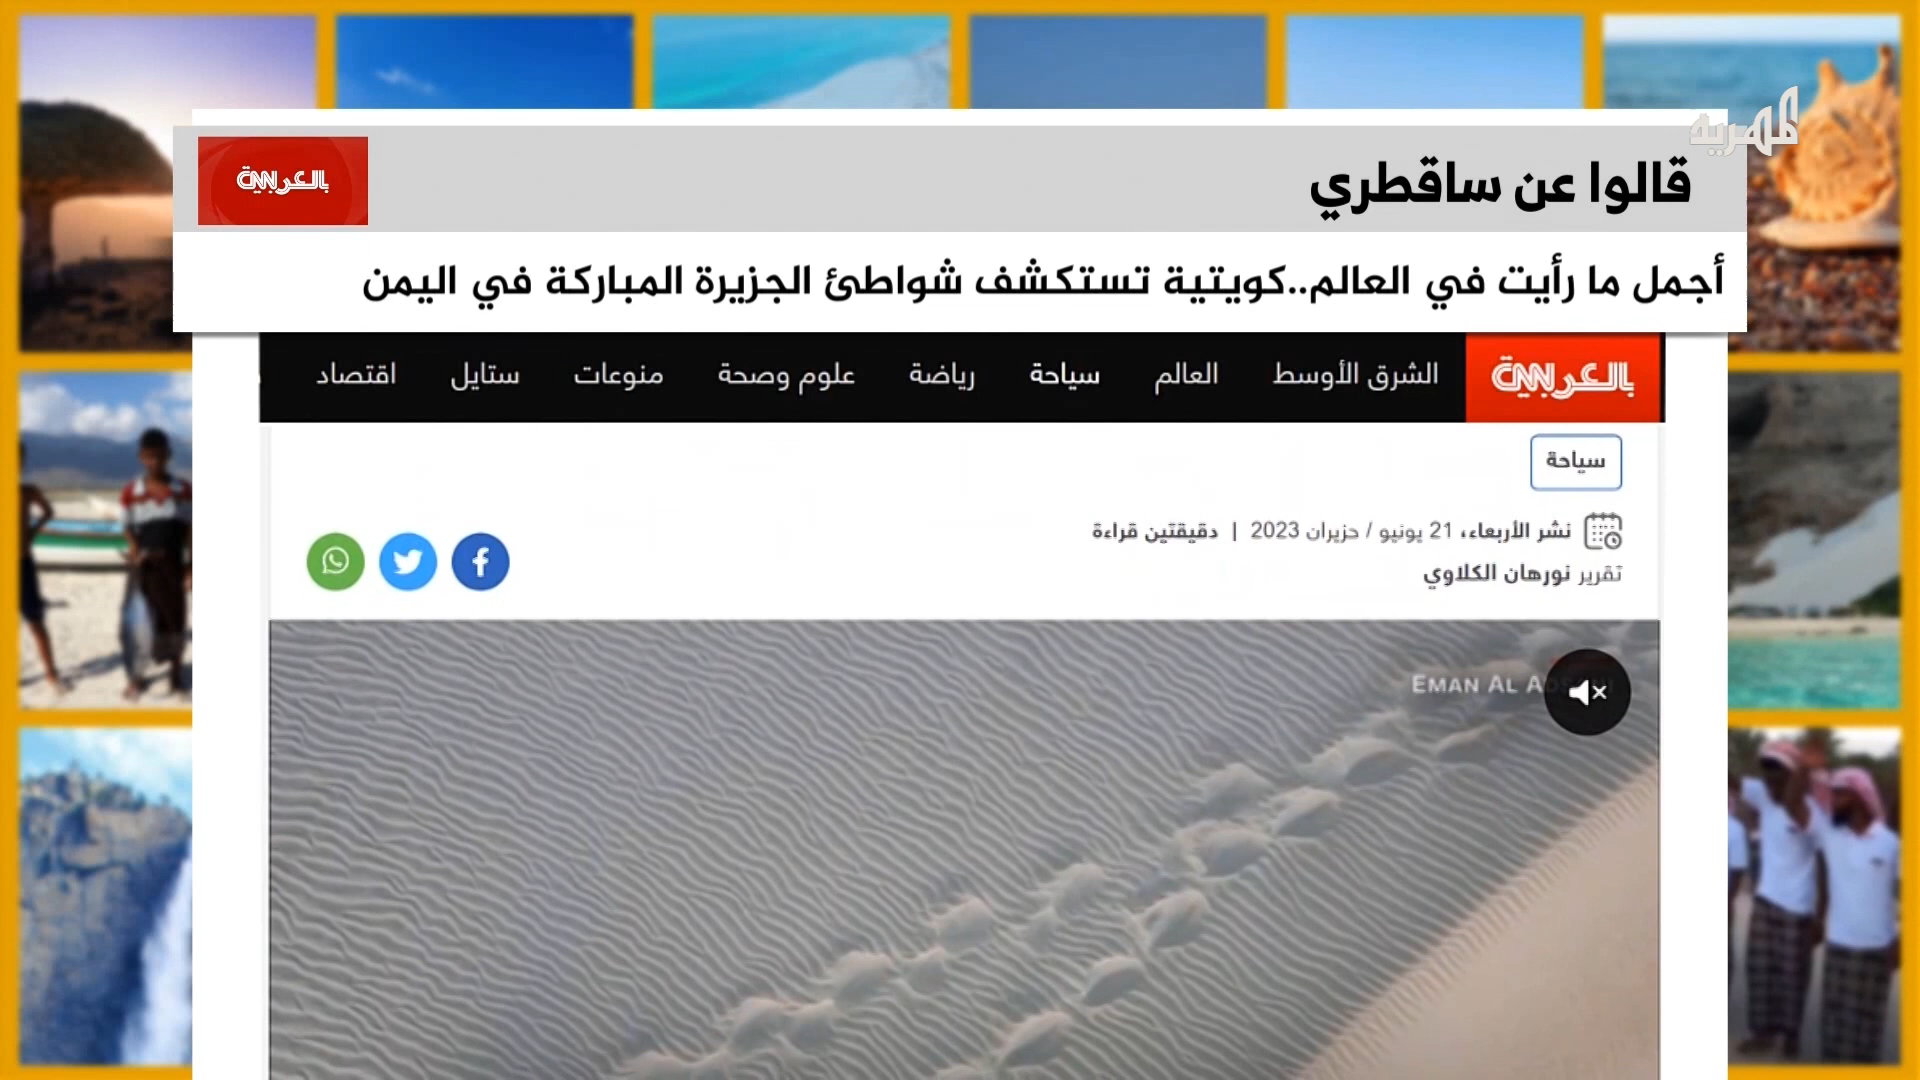 المهرية
قالوا عن ساقطري
CNN بالعربية
أجمل ما رأيت في العالم..كويتية تستكشف شواطئ الجزيرة المباركة في اليمن
CNN بالعربية الشرق الأوسط العالم سياحة رياضة علوم وصحة منوعات ستايل اقتصاد
سياحة
نشر الأربعاء، 21 يونيو / حزيران 2023 | دقيقتين قراءة
تقرير نورهان الكلاوي
EMAN AL